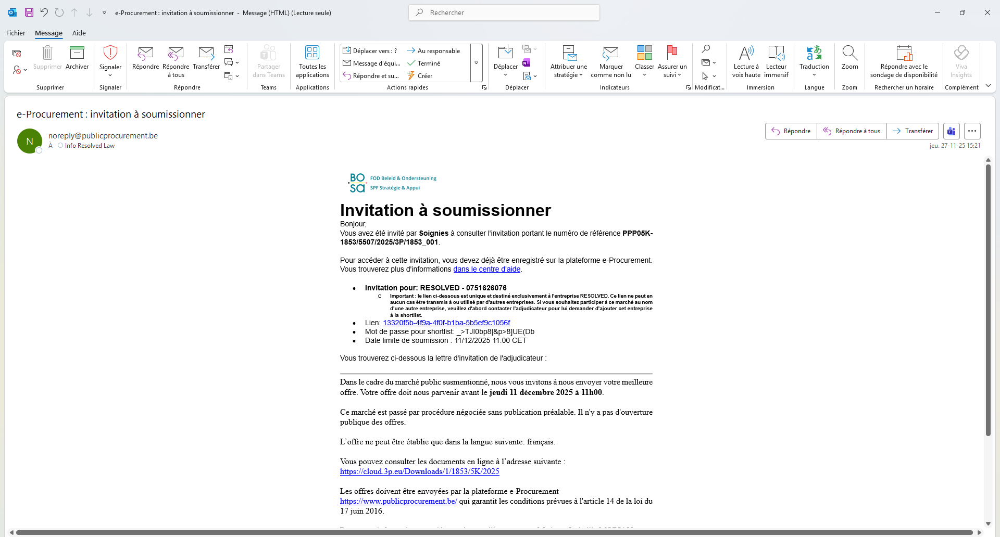 e-Procurement : invitation à soumissionner - Message (HTML) (Lecture seule)
Rechercher
Fichier Message Aide
Supprimer Archiver
Supprimer
Signaler
Signaler
Répondre Répondre à tous Transférer
Répondre
Partager dans Teams
Teams
Toutes les applications
Applications
Déplacer vers : ? Au responsable
Message d'équi... Terminé
Répondre et su... Créer
Actions rapides
Déplacer
Déplacer
Attribuer une stratégie Marquer comme non lu Classer Assurer un suivi
Indicateurs
Modificat...
Lecture à voix haute Lecteur immersif
Immersion
Traduction
Langue
Zoom
Zoom
Répondre avec le sondage de disponibilité
Rechercher un horaire
Viva Insights
Complément
e-Procurement : invitation à soumissionner
N
noreply@publicprocurement.be
À Info Resolved Law
Répondre Répondre à tous Transférer
jeu. 27-11-25 15:21
BOSA
FOD Beleid & Ondersteuning
SPF Stratégie & Appui
Invitation à soumissionner
Bonjour,
Vous avez été invité par Soignies à consulter l'invitation portant le numéro de référence PPP05K-
1853/5507/2025/3P/1853_001.
Pour accéder à cette invitation, vous devez déjà être enregistré sur la plateforme e-Procurement.
Vous trouverez plus d'informations dans le centre d'aide.
• Invitation pour: RESOLVED - 0751626076
o Important : le lien ci-dessous est unique et destiné exclusivement à l'entreprise RESOLVED. Ce lien ne peut en
aucun cas être transmis à ou utilisé par d'autres entreprises. Si vous souhaitez participer à ce marché au nom
d'une autre entreprise, veuillez d'abord contacter l'adjudicateur pour lui demander d'ajouter cet entreprise
à la shortlist.
• Lien: 13320f5b-4f9a-4f0f-b1ba-5b5ef9c1056f
• Mot de passe pour shortlist: _>TJI0bp8|&p>8]UE(Db
• Date limite de soumission : 11/12/2025 11:00 CET
Vous trouverez ci-dessous la lettre d'invitation de l'adjudicateur :
Dans le cadre du marché public susmentionné, nous vous invitons à nous envoyer votre meilleure
offre. Votre offre doit nous parvenir avant le jeudi 11 décembre 2025 à 11h00.
Ce marché est passé par procédure négociée sans publication préalable. Il n'y a pas d'ouverture
publique des offres.
L’offre ne peut être établie que dans la langue suivante: français.
Vous pouvez consulter les documents en ligne à l’adresse suivante :
https://cloud.3p.eu/Downloads/1/1853/5K/2025
Les offres doivent être envoyées par la plateforme e-Procurement
https://www.publicprocurement.be/ qui garantit les conditions prévues à l'article 14 de la loi du
17 juin 2016.